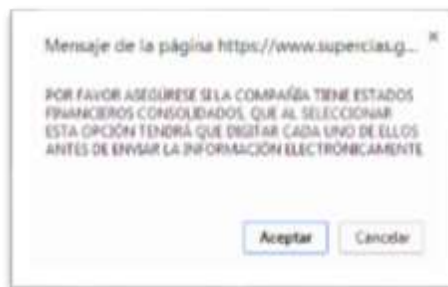 Mensaje de la página https://www.supercias.g...
POR FAVOR ASEGÚRESE SI LA COMPAÑÍA TIENE ESTADOS
FINANCIEROS CONSOLIDADOS, QUE AL SELECCIONAR
ESTA OPCIÓN TENDRÁ QUE DIGITAR CADA UNO DE ELLOS
ANTES DE ENVIAR LA INFORMACIÓN ELECTRÓNICAMENTE
Aceptar
Cancelar